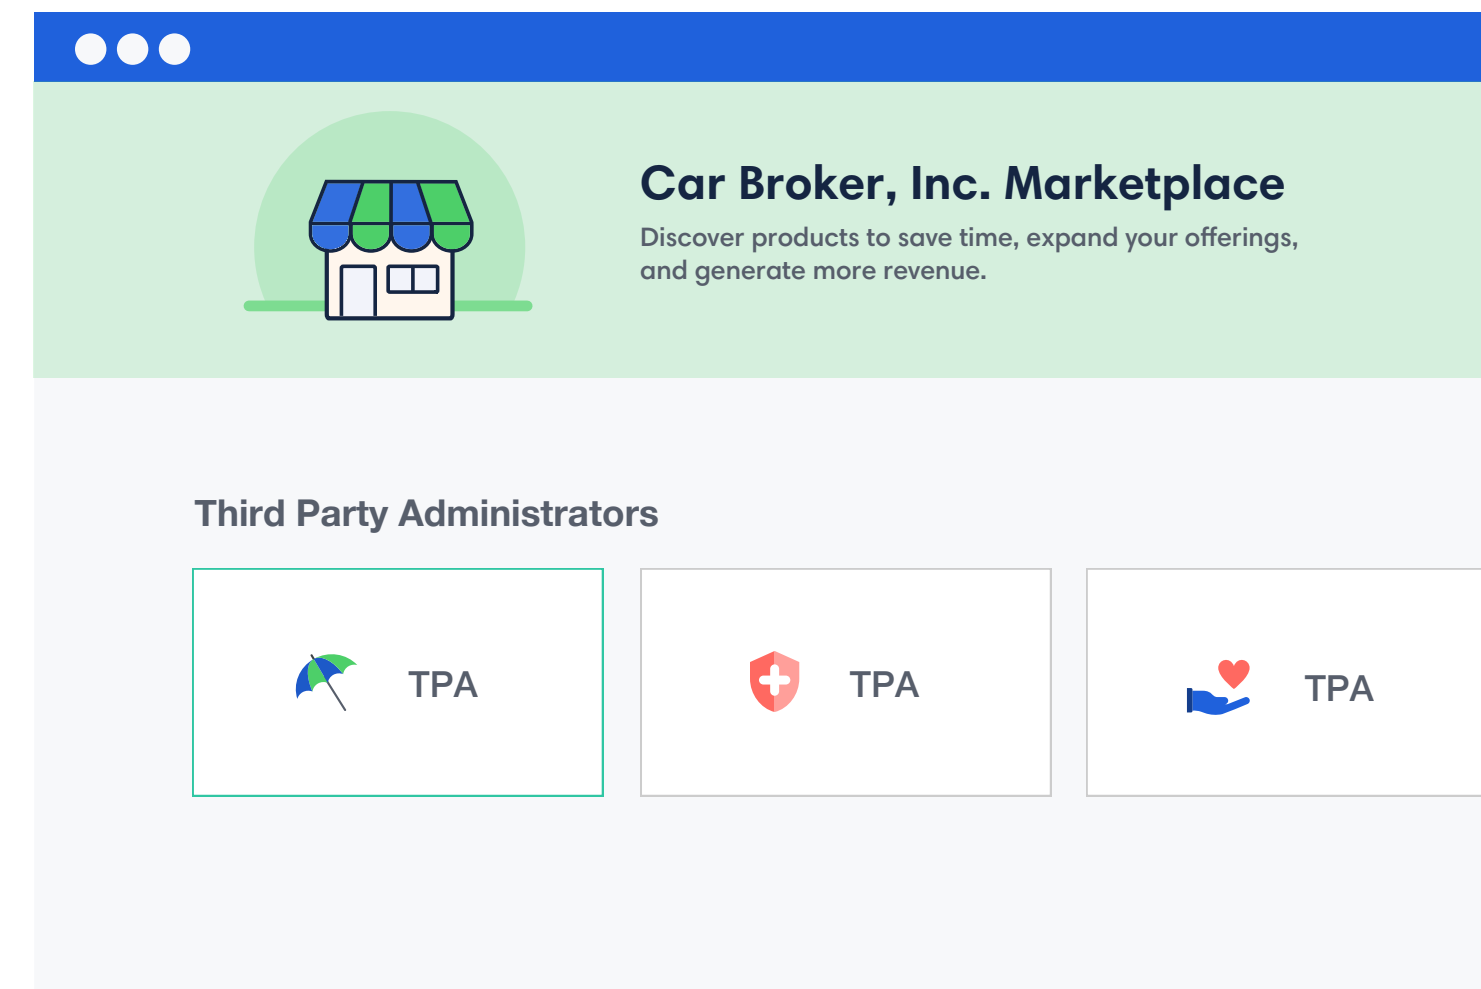 Car Broker, Inc. Marketplace
Discover products to save time, expand your offerings,
and generate more revenue.
Third Party Administrators
TPA
TPA
TPA